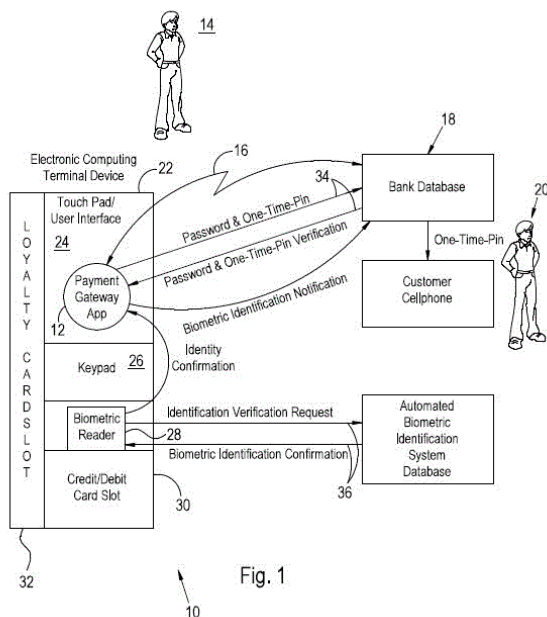 14
16
18
Electronic Computing
Terminal Device
22
Touch Pad/
User Interface
24
34
Bank Database
20
Password & One-Time-Pin
Password & One-Time-Pin Verification
One-Time-Pin
Payment
Gateway
App
12
Biometric Identification Notification
Customer
Cellphone
Identity
Confirmation
Keypad
26
LOYALTY CARDSLOT
Biometric
Reader
28
Identification Verification Request
Biometric Identification Confirmation
36
Automated
Biometric
Identification
System
Database
Credit/Debit
Card Slot
30
32
10
Fig. 1